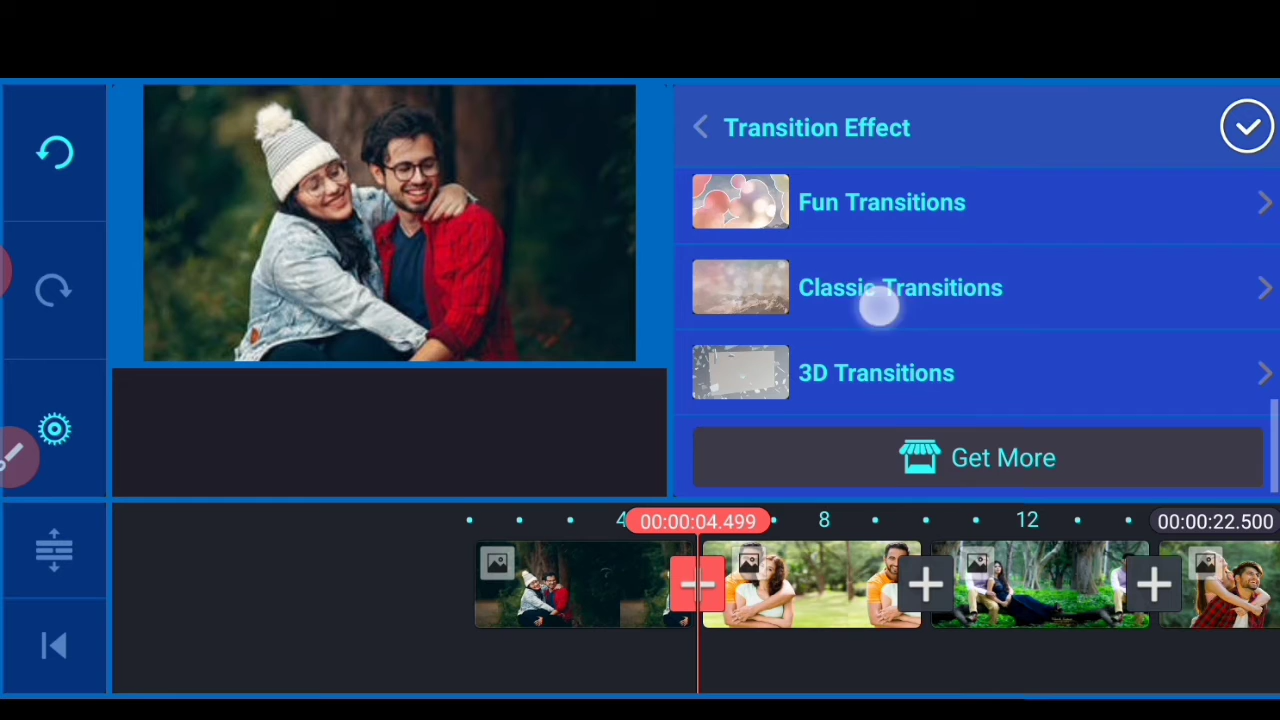 Transition Effect
Fun Transitions
Classic Transitions
3D Transitions
Get More
4 00:00:04.499 8 12 00:00:22.500